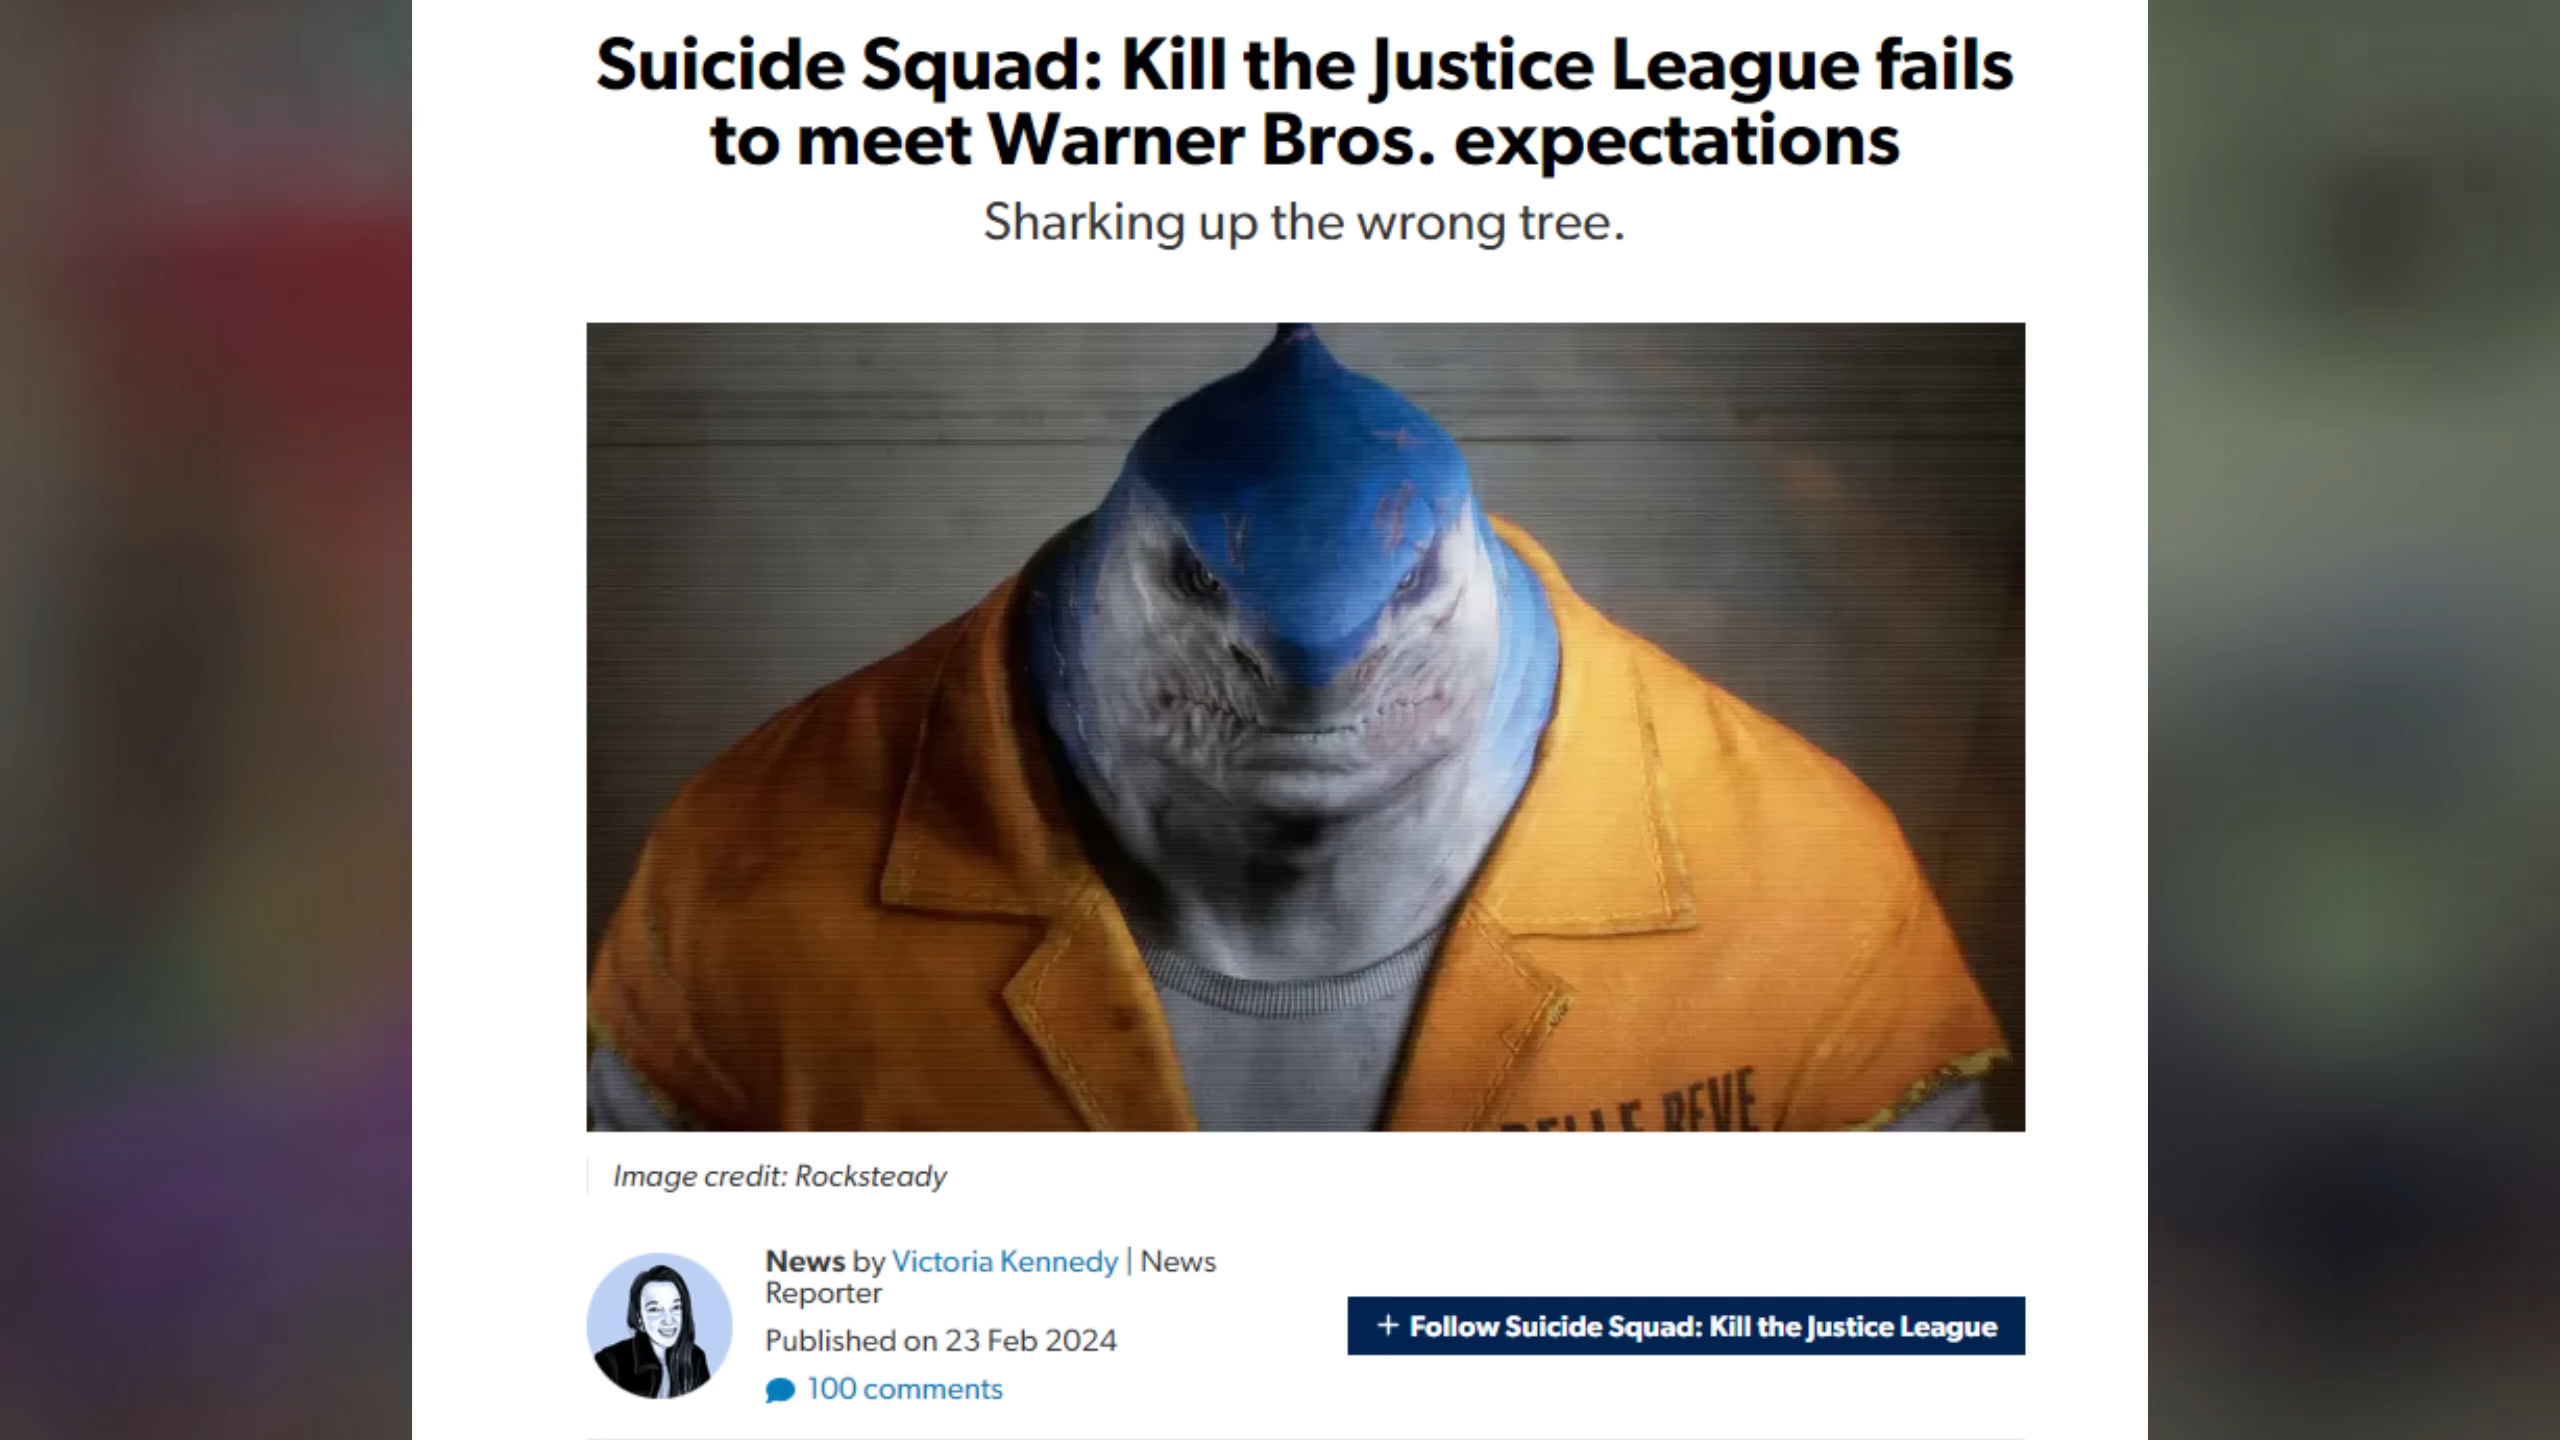 Suicide Squad: Kill the Justice League fails
to meet Warner Bros. expectations
Sharking up the wrong tree.
BELLE REVE
Image credit: Rocksteady
News by Victoria Kennedy | News
Reporter
Published on 23 Feb 2024
100 comments
+ Follow Suicide Squad: Kill the Justice League